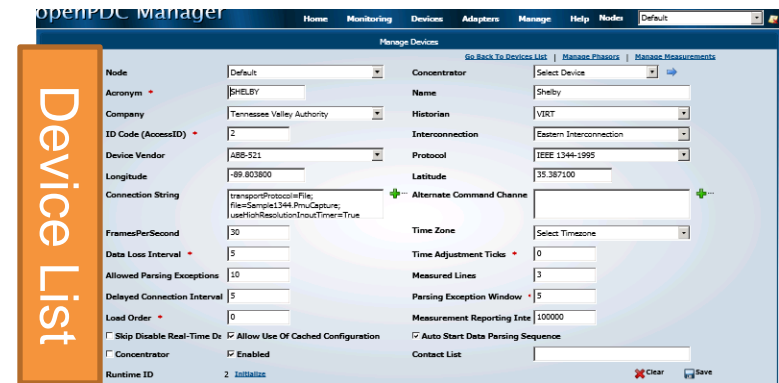 openPDC Manager Home Monitoring Devices Adapters Manage Help Node: Default
Manage Devices
Go Back To Devices List | Manage Phasors | Manage Measurements
Device List
Node Default Concentrator Select Device
Acronym * SHELBY Name Shelby
Company Tennessee Valley Authority Historian VIRT
ID Code (AccessID) * 2 Interconnection Eastern Interconnection
Device Vendor ABB-521 Protocol IEEE 1344-1995
Longitude -89.803800 Latitude 35.387100
Connection String transportProtocol=File; Alternate Command Channe
file=Sample1344.PmuCapture;
useHighResolutionInputTimer=True
FramesPerSecond 30 Time Zone Select Timezone
Data Loss Interval * 5 Time Adjustment Ticks * 0
Allowed Parsing Exceptions 10 Measured Lines 3
Delayed Connection Interval 5 Parsing Exception Window * 5
Load Order * 0 Measurement Reporting Inte 100000
Skip Disable Real-Time Da Allow Use Of Cached Configuration Auto Start Data Parsing Sequence
Concentrator Enabled Contact List
Runtime ID 2 Initialize Clear Save